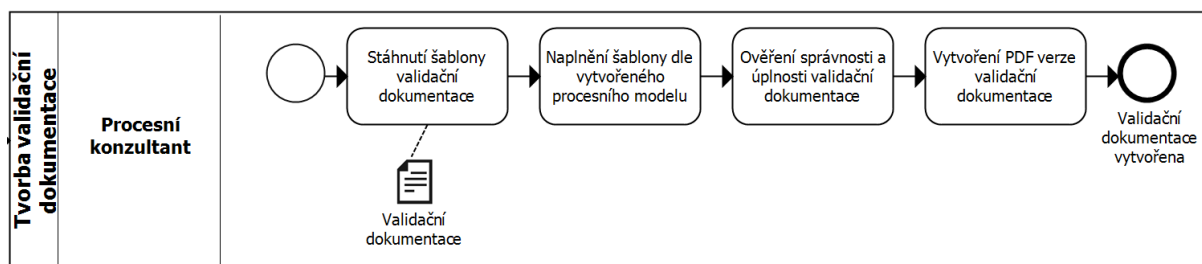 Tvorba validační
dokumentace
Procesní
konzultant
Stáhnutí šablony
validační
dokumentace
Naplnění šablony dle
vytvořeného
procesního modelu
Ověření správnosti a
úplnosti validační
dokumentace
Vytvoření PDF verze
validační
dokumentace
Validační
dokumentace
vytvořena
Validační
dokumentace